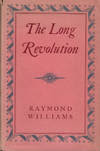 The Long
Revolution
RAYMOND
WILLIAMS